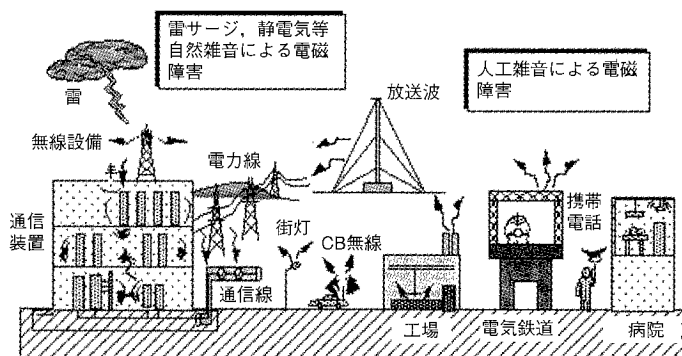 雷サージ，静電気等
自然雑音による電磁
障害
人工雑音による電磁
障害
雷
放送波
無線設備
電力線
携帯
電話
通信
装置
街灯
CB無線
通信線
工場
電気鉄道
病院